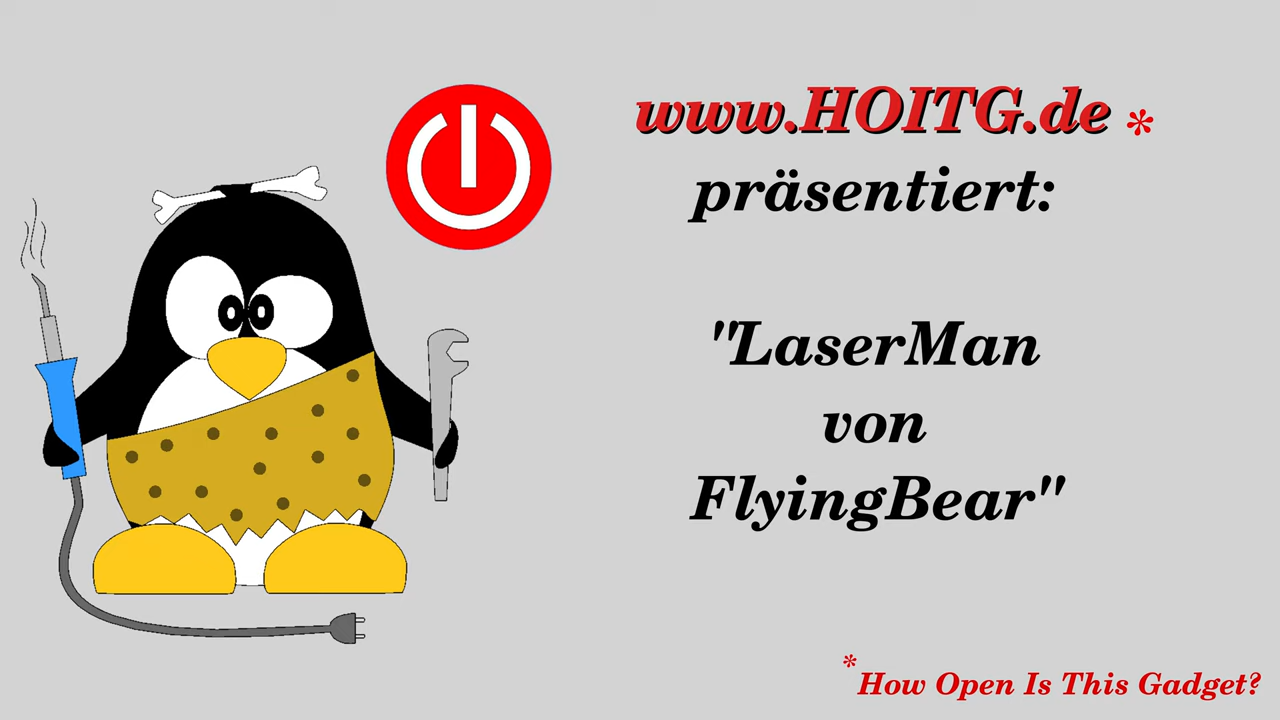 www.HOITG.de *
präsentiert:
"LaserMan
von
FlyingBear"
*How Open Is This Gadget?